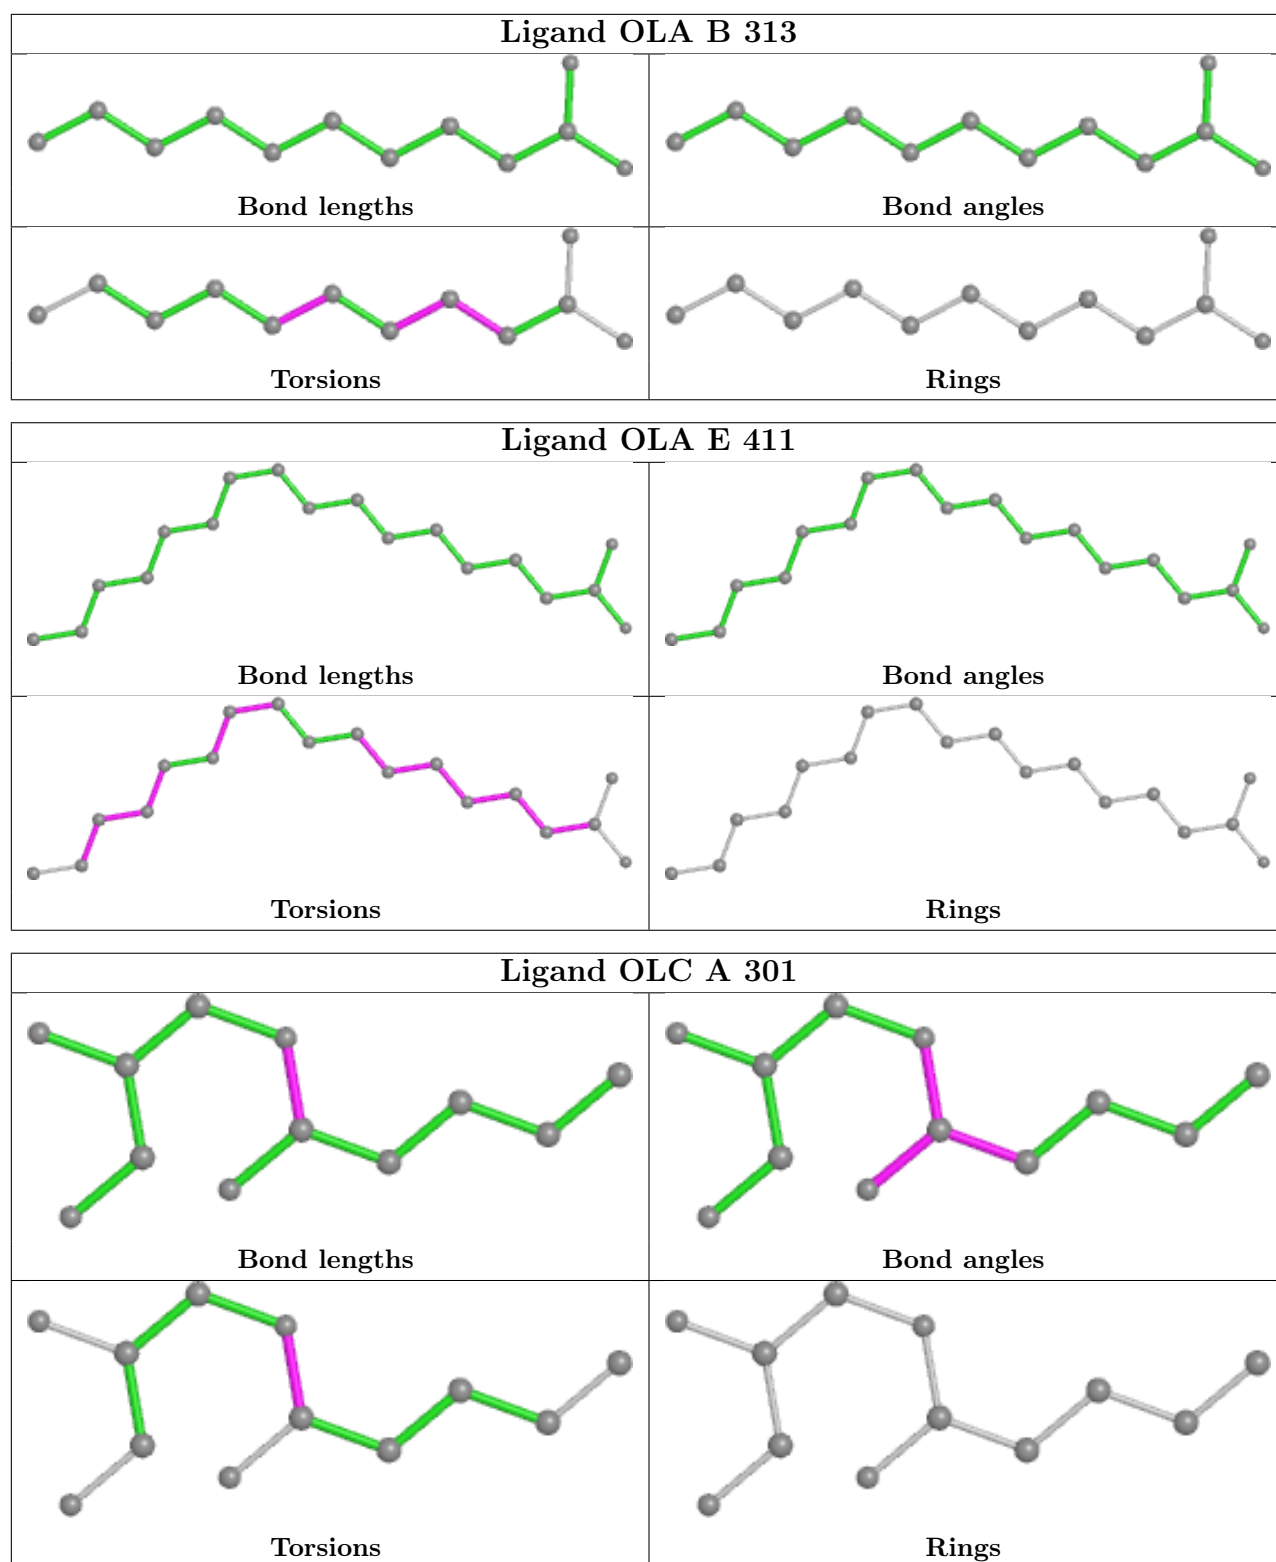 Ligand OLA B 313
Bond lengths
Bond angles
Torsions
Rings
Ligand OLA E 411
Bond lengths
Bond angles
Torsions
Rings
Ligand OLC A 301
Bond lengths
Bond angles
Torsions
Rings